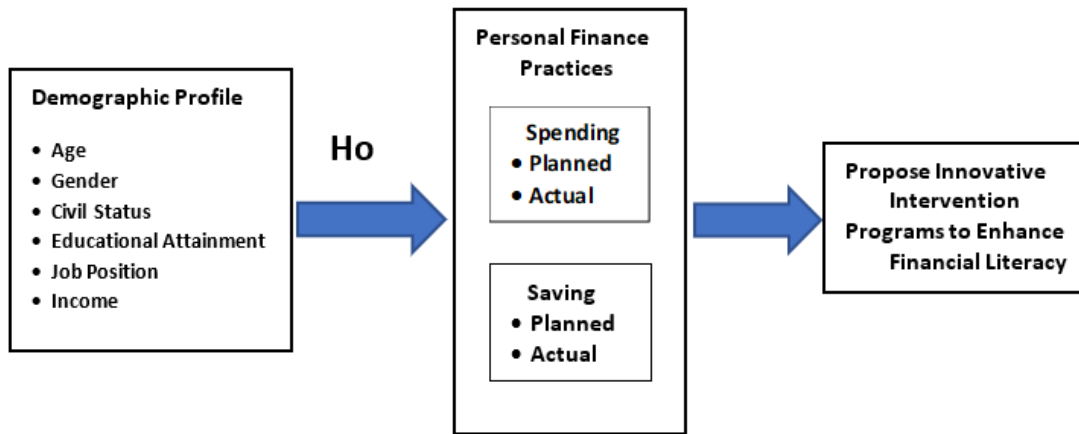 Demographic Profile
• Age
• Gender
• Civil Status
• Educational Attainment
• Job Position
• Income
Ho
Personal Finance
Practices
Spending
• Planned
• Actual
Saving
• Planned
• Actual
Propose Innovative
Intervention
Programs to Enhance
Financial Literacy